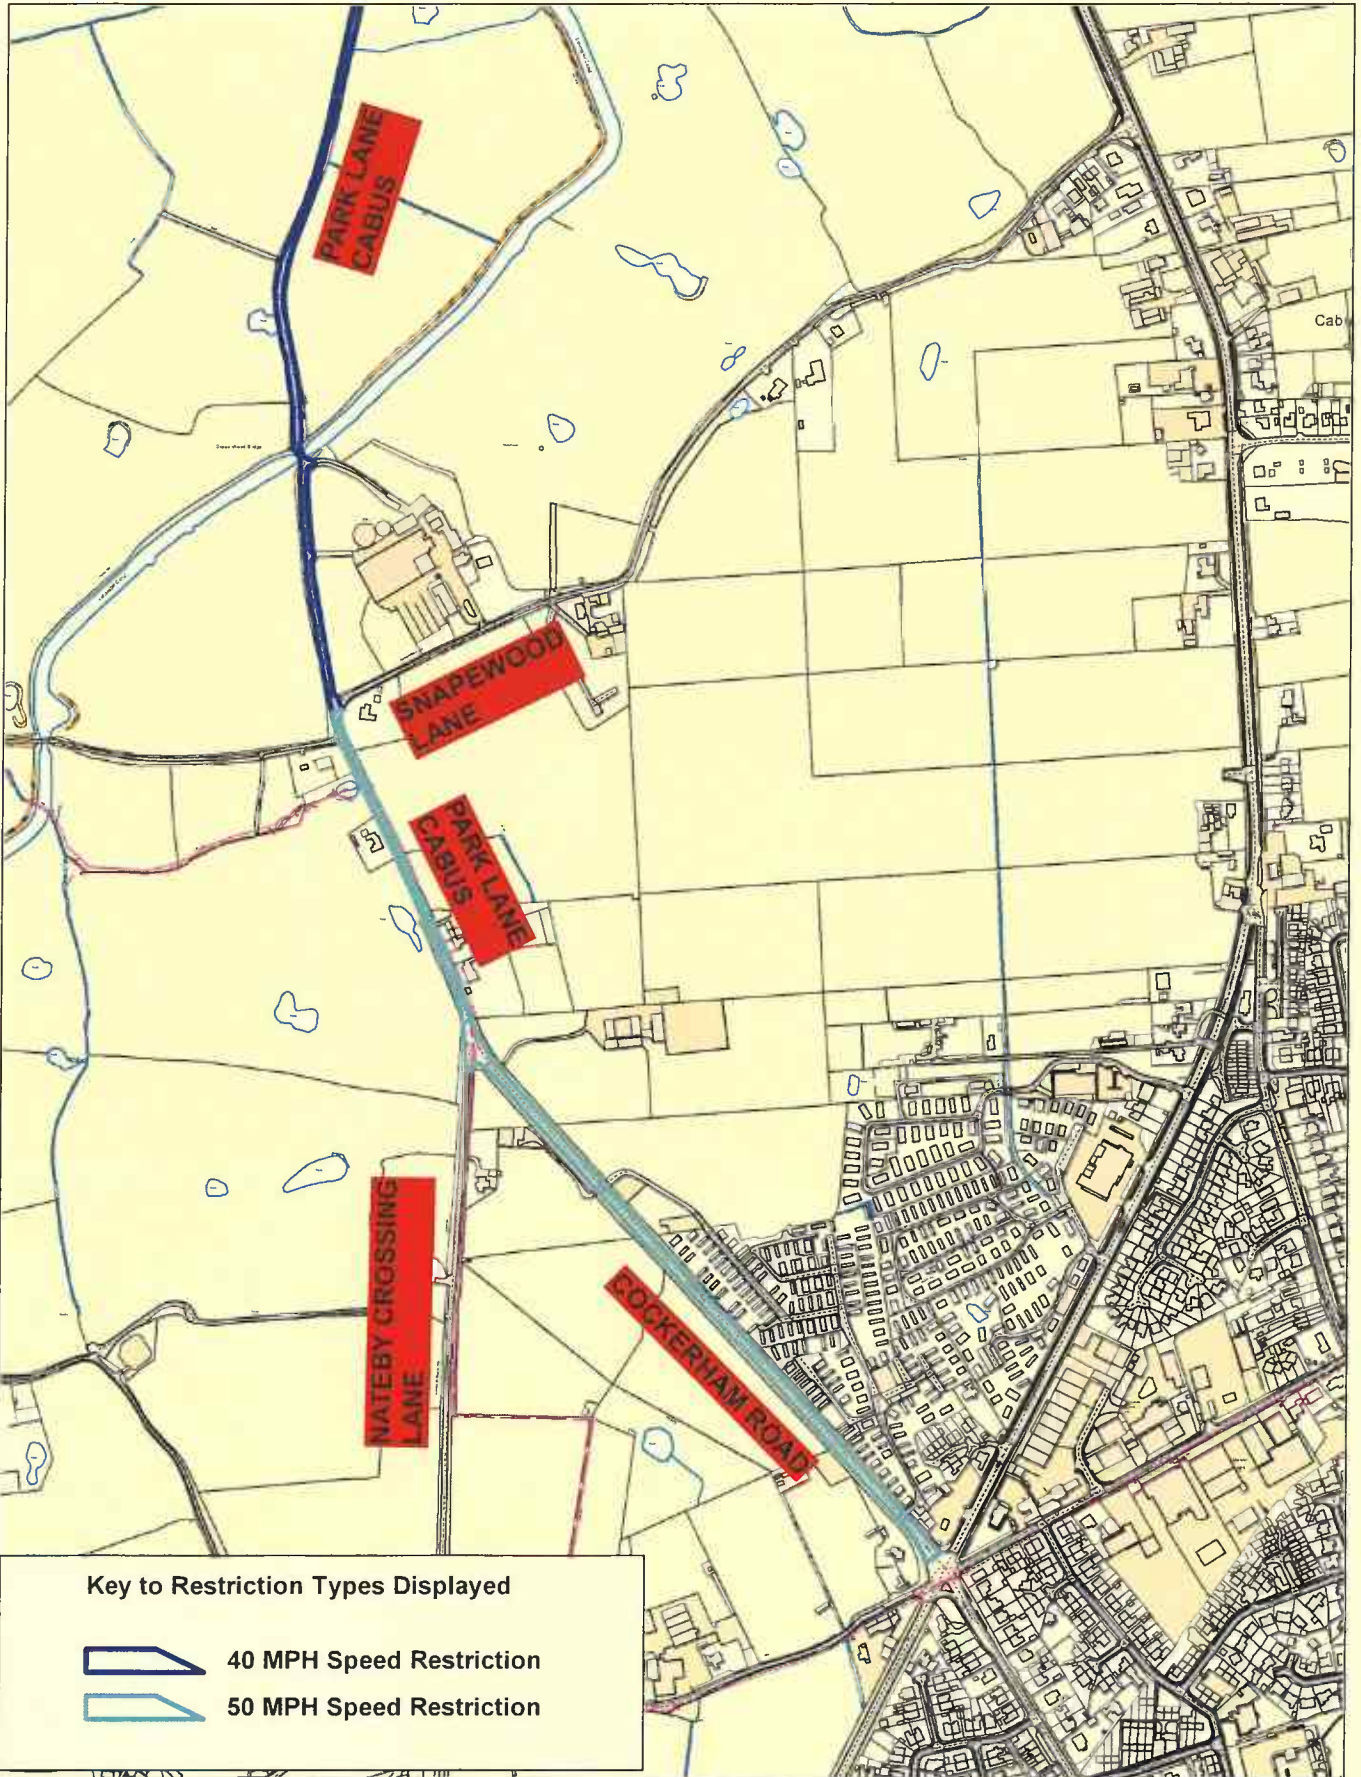 PARK LANE
CABUS
Cab
SNAPEWOOD
LANE
PARK LANE
CABUS
NATEBY CROSSING
LANE
COCKERHAM ROAD
Key to Restriction Types Displayed
40 MPH Speed Restriction
50 MPH Speed Restriction